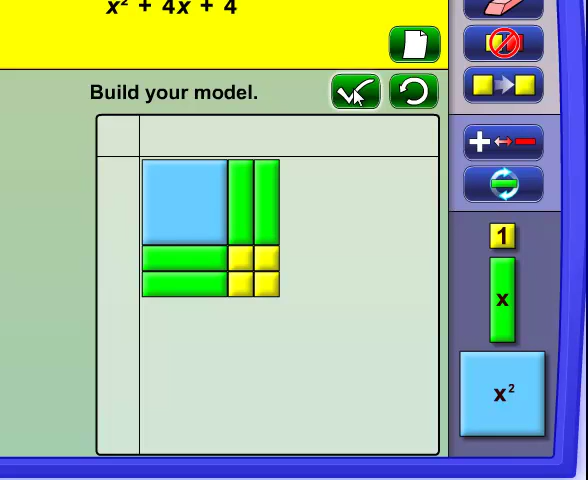 x² + 4x + 4
Build your model.
1
x
x²